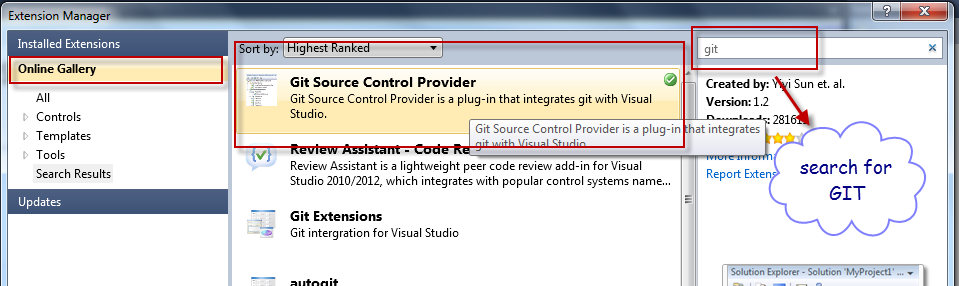 Extension Manager
Installed Extensions
Online Gallery
All
Controls
Templates
Tools
Search Results
Updates
Sort by: Highest Ranked
Git Source Control Provider
Git Source Control Provider is a plug-in that integrates git with Visual
Studio.
Git Source Control Provider is a plug-in that integrates
git with Visual Studio
Review Assistant - Code Re
Review Assistant is a lightweight peer code review add-in for Visual
Studio 2010/2012, which integrates with popular control systems name...
Git Extensions
Git intergration for Visual Studio
autogit
git
Created by: Yiyi Sun et. al.
Version: 1.2
Downloads: 28161
More Inform
Report Extens
search for
GIT
Solution Explorer - Solution 'MyProject1'